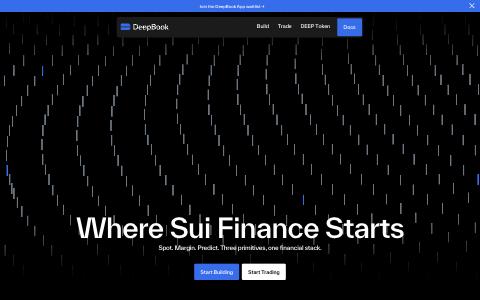 Join the DeepBook App waitlist →
DeepBook
Build
Trade
DEEP Token
Docs
Where Sui Finance Starts
Spot. Margin. Predict. Three primitives, one financial stack.
Start Building
Start Trading